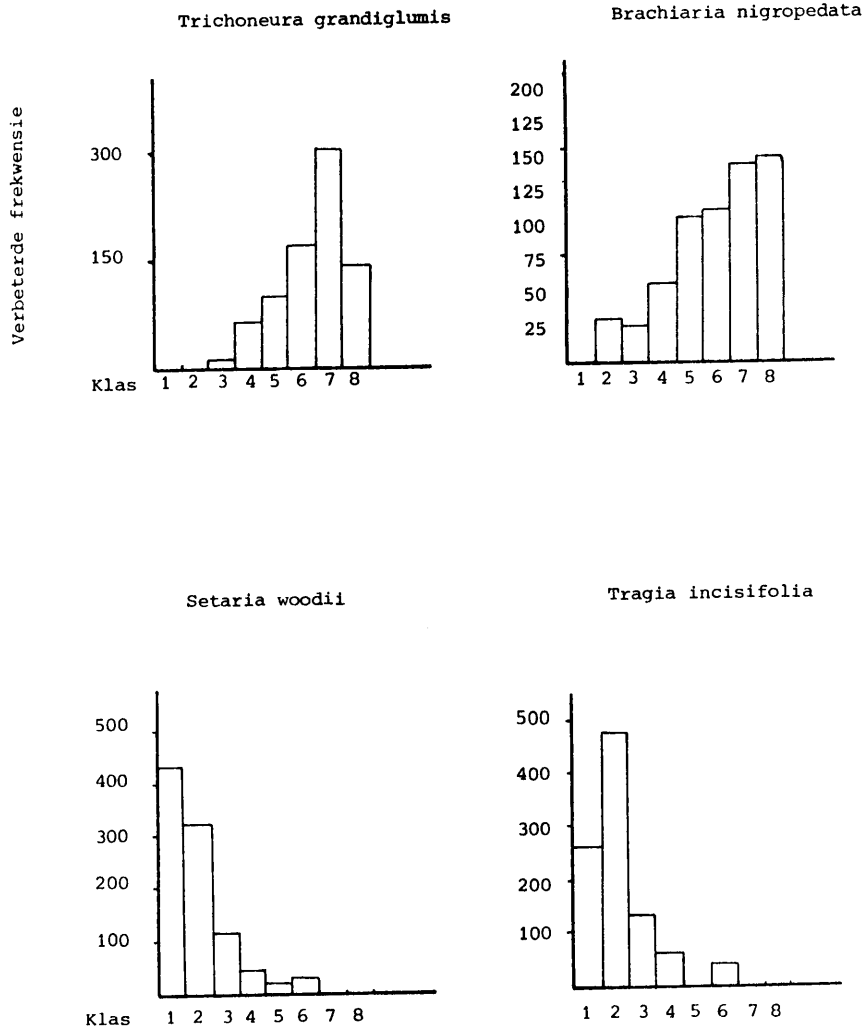 Trichoneura grandiglumis
Verbeterde frekwensie
300
150
Klas 1 2 3 4 5 6 7 8
Brachiaria nigropedata
200
125
150
125
100
75
50
25
1 2 3 4 5 6 7 8
Setaria woodii
500
400
300
200
100
Klas 1 2 3 4 5 6 7 8
Tragia incisifolia
500
400
300
200
100
1 2 3 4 5 6 7 8